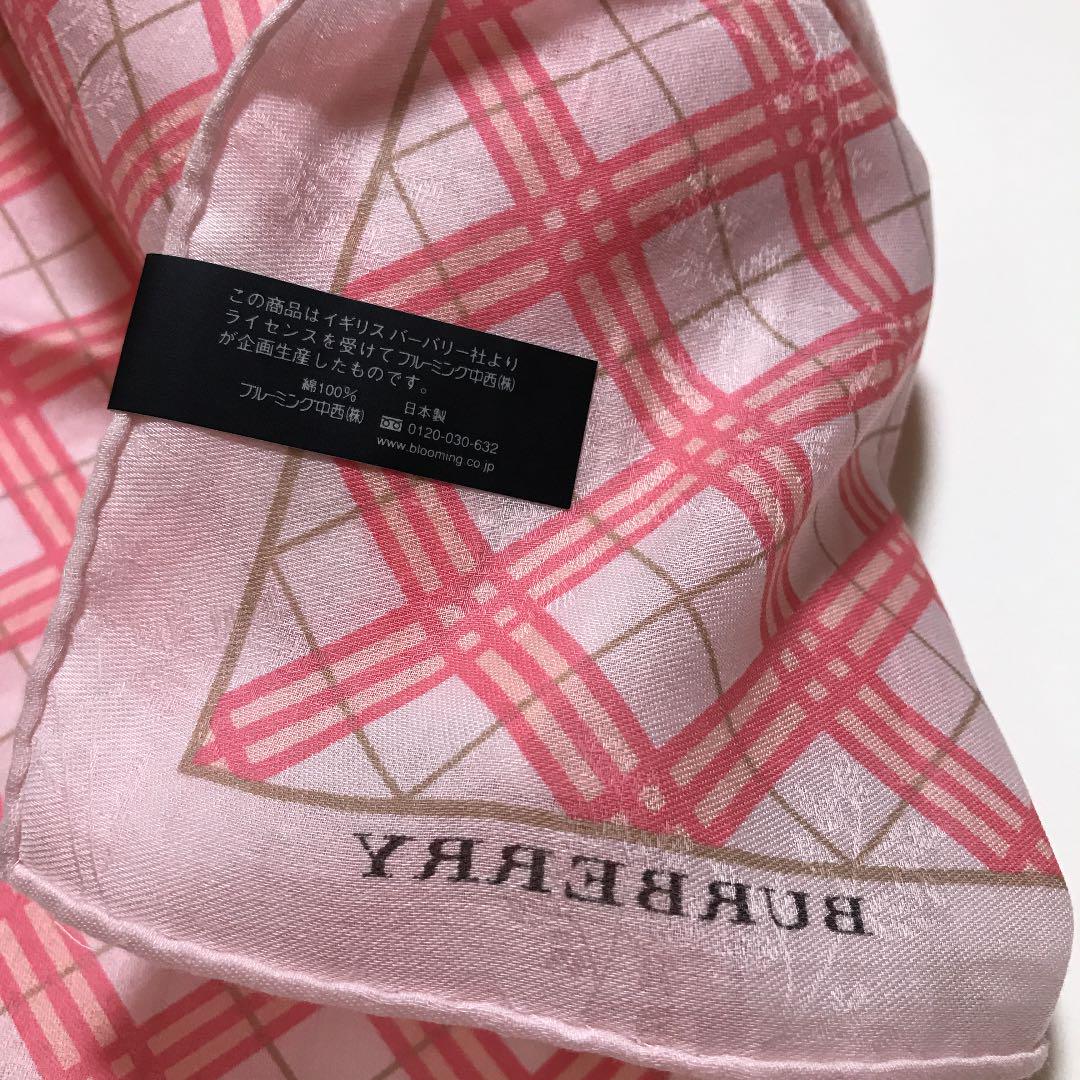 この商品はイギリス バーバリー社より
ライセンスを受けてブルーミング中西(株)
が企画生産したものです。
綿100% 日本製
ブルーミング中西(株) 0120-030-632
www.blooming.co.jp
BURBERRY